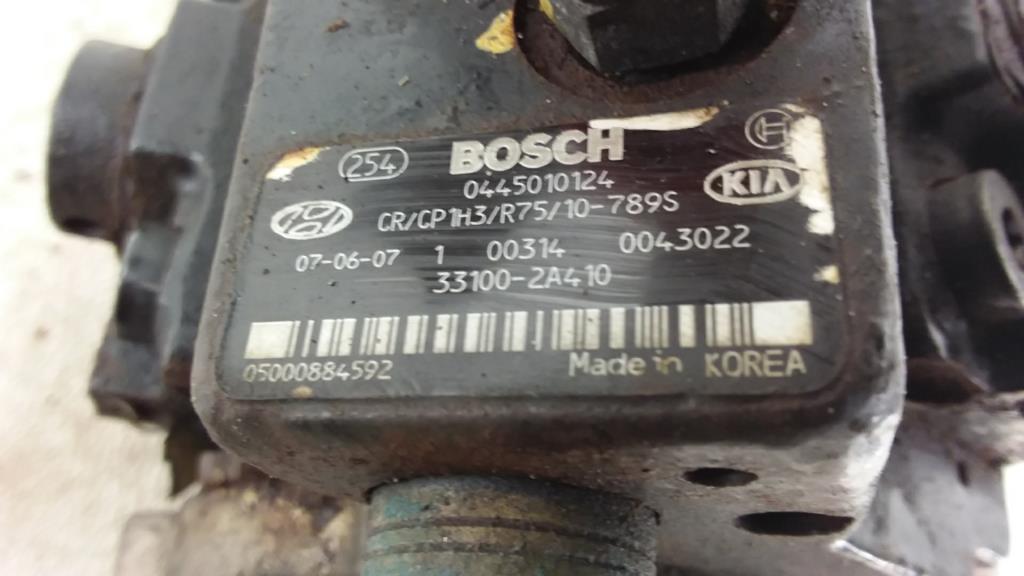 254 BOSCH
0445010124 KIA
CR/CP1H3/R75/10-789S
07-06-07 1 00314 0043022
33100-2A410
05000884592 Made in KOREA